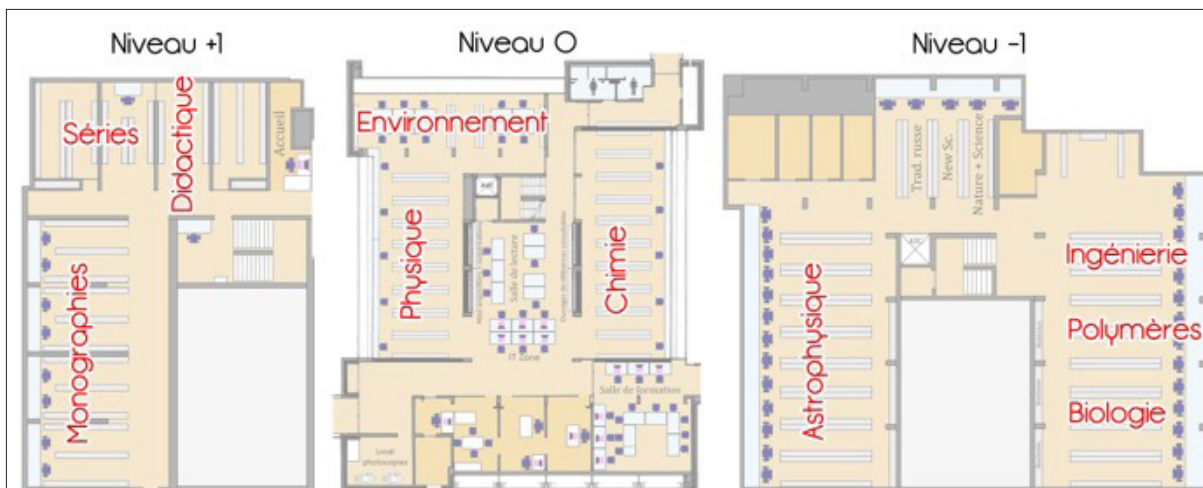 Niveau +1
Niveau 0
Niveau -1
Séries
Didactique
Accueil
Monographies
Environnement
Physique
Salle de lecture
Chimie
IT Zone
Salle de formation
Local
photocopies
Trad. russe
New Sc.
Nature + Science
Astrophysique
Ingénierie
Polymères
Biologie